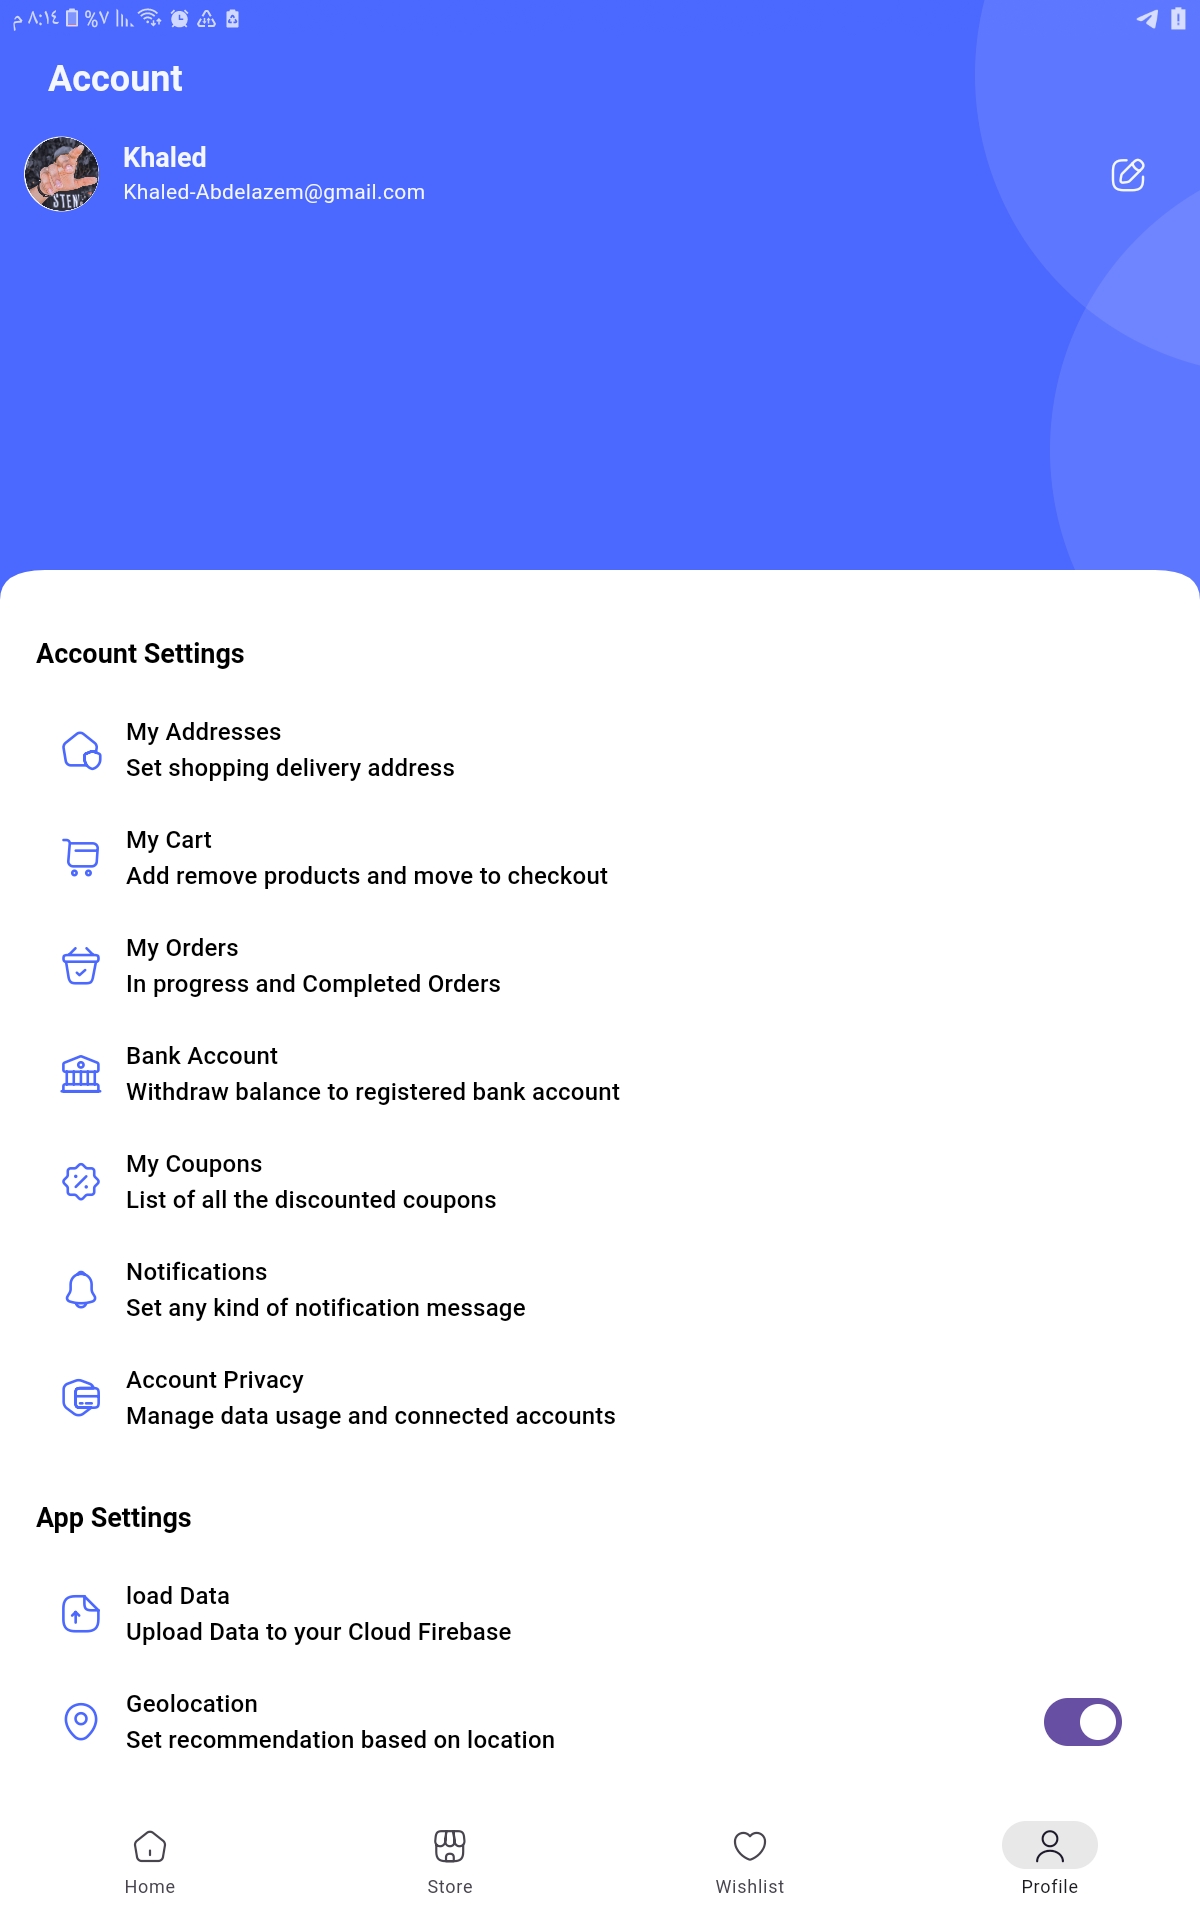 م ٨:١٤ %٧
Account
Khaled
Khaled-Abdelazem@gmail.com
STEN
Account Settings
My Addresses
Set shopping delivery address
My Cart
Add remove products and move to checkout
My Orders
In progress and Completed Orders
Bank Account
Withdraw balance to registered bank account
My Coupons
List of all the discounted coupons
Notifications
Set any kind of notification message
Account Privacy
Manage data usage and connected accounts
App Settings
load Data
Upload Data to your Cloud Firebase
Geolocation
Set recommendation based on location
Home
Store
Wishlist
Profile